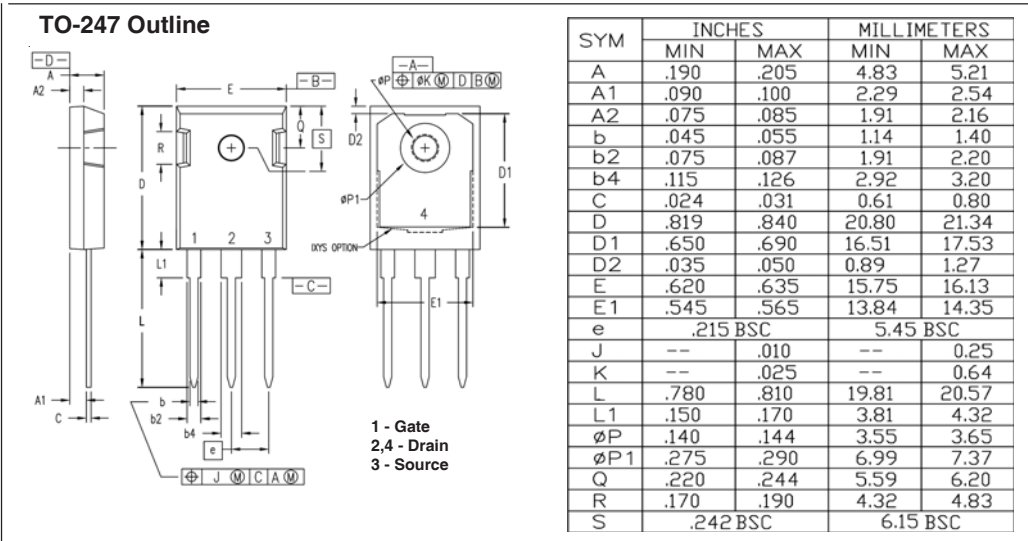 TO-247 Outline
-D-
A
A2
E
-B-
R
D
Q
S
1 2 3
L1
-C-
L
A1
C
b
b2
b4
e
⌖ J Ⓜ C A Ⓜ
-A-
⌖ øK Ⓜ D B Ⓜ
øP
D2
D1
øP1
4
IXYS OPTION
E1
1 - Gate
2,4 - Drain
3 - Source
SYM INCHES MILLIMETERS
MIN MAX MIN MAX
A .190 .205 4.83 5.21
A1 .090 .100 2.29 2.54
A2 .075 .085 1.91 2.16
b .045 .055 1.14 1.40
b2 .075 .087 1.91 2.20
b4 .115 .126 2.92 3.20
C .024 .031 0.61 0.80
D .819 .840 20.80 21.34
D1 .650 .690 16.51 17.53
D2 .035 .050 0.89 1.27
E .620 .635 15.75 16.13
E1 .545 .565 13.84 14.35
e .215 BSC 5.45 BSC
J -- .010 -- 0.25
K -- .025 -- 0.64
L .780 .810 19.81 20.57
L1 .150 .170 3.81 4.32
øP .140 .144 3.55 3.65
øP1 .275 .290 6.99 7.37
Q .220 .244 5.59 6.20
R .170 .190 4.32 4.83
S .242 BSC 6.15 BSC